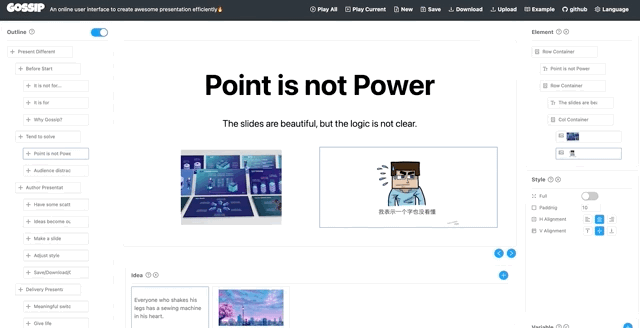 GOSSIP
An online user interface to create awesome presentation efficiently🔥
Play All
Play Current
New
Save
Download
Upload
Example
github
Language
Outline
Present Different
Before Start
It is not for...
It is for
Why Gossip?
Tend to solve
Point is not Powe
Audience distrac
Author Presentat
Have some scatt
Ideas become ou
Make a slide
Adjust style
Save/Download/l
Delivery Presenta
Meaningful switc
Give life
Point is not Power
The slides are beautiful, but the logic is not clear.
我表示一个字也没看懂
Idea
Everyone who shakes his
legs has a sewing machine
in his heart.
Element
Row Container
Point is not Power
Row Container
The slides are bea
Col Container
Style
Full
Padding
10
H Alignment
V Alignment
Variable